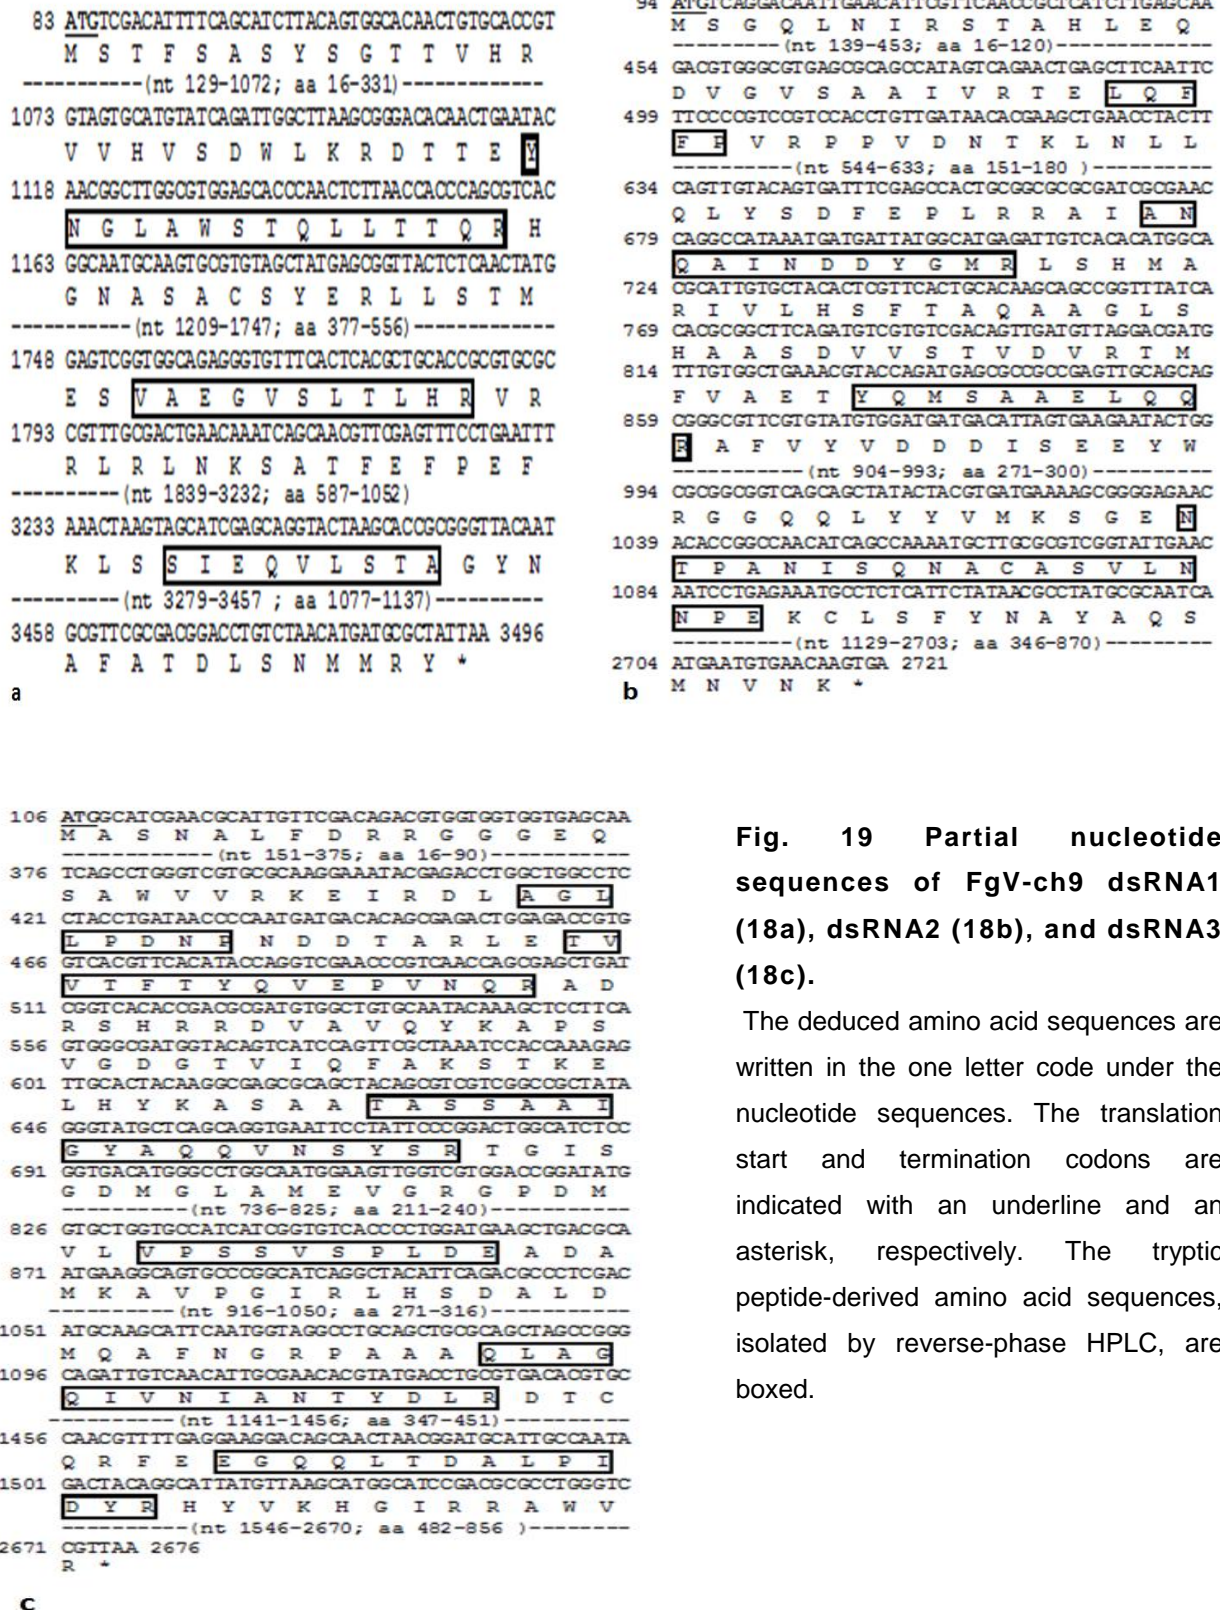 83 ATGTCGACATTTTCAGCATCTTACAGTGGCACAACTGTGCACCGT
M S T F S A S Y S G T T V H R
-----------(nt 129-1072; aa 16-331)-------------
1073 GTAGTGCATGTATCAGATTGGCTTAAGCGGGACACAACTGAATAC
V V H V S D W L K R D T T E Y
1118 AACGGCTTGGCGTGGAGCACCCAACTCTTAACCACCCAGCGTCAC
N G L A W S T Q L L T T Q R H
1163 GGCAATGCAAGTGCGTGTAGCTATGAGCGGTTACTCTCAACTATG
G N A S A C S Y E R L L S T M
-----------(nt 1209-1747; aa 377-556)-------------
1748 GAGTCGGTGGCAGAGGGTGTTTCACTCACGCTGCACCGCGTGCGC
E S V A E G V S L T L H R V R
1793 CGTTTGCGACTGAACAAATCAGCAACGTTCGAGTTTCCTGAATTT
R L R L N K S A T F E F P E F
----------(nt 1839-3232; aa 587-1052)
3233 AAACTAAGTAGCATCGAGCAGGTACTAAGCACCGCGGGTTACAAT
K L S S I E Q V L S T A G Y N
----------(nt 3279-3457 ; aa 1077-1137)----------
3458 GCGTTCGCGACGGACCTGTCTAACATGATGCGCTATTAA 3496
A F A T D L S N M M R Y *
a
94 ATGTCAGGACAATTGAACATTCGTTCAACCGCTCATCTTGAGCAA
M S G Q L N I R S T A H L E Q
---------(nt 139-453; aa 16-120)-------------
454 GACGTGGGCGTGAGCGCAGCCATAGTCAGAACTGAGCTTCAATTC
D V G V S A A I V R T E L Q F
499 TTCCCCGTCCGTCCACCTGTTGATAACACGAAGCTGAACCTACTT
F P V R P P V D N T K L N L L
----------(nt 544-633; aa 151-180 )----------
634 CAGTTGTACAGTGATTTCGAGCCACTGCGGCGCGCGATCGCGAAC
Q L Y S D F E P L R R A I A N
679 CAGGCCATAAATGATGATTATGGCATGAGATTGTCACACATGGCA
Q A I N D D Y G M R L S H M A
724 CGCATTGTGCTACACTCGTTCACTGCACAAGCAGCCGGTTTATCA
R I V L H S F T A Q A A G L S
769 CACGCGGCTTCAGATGTCGTGTCGACAGTTGATGTTAGGACGATG
H A A S D V V S T V D V R T M
814 TTTGTGGCTGAAACGTACCAGATGAGCGCCGCCGAGTTGCAGCAG
F V A E T Y Q M S A A E L Q Q
859 CGGGCGTTCGTGTATGTGGATGATGACATTAGTGAAGAATACTGG
R A F V Y V D D D I S E E Y W
-----------(nt 904-993; aa 271-300)----------
994 CGCGGCGGTCAGCAGCTATACTACGTGATGAAAAGCGGGGAGAAC
R G G Q Q L Y Y V M K S G E N
1039 ACACCGGCCAACATCAGCCAAAATGCTTGCGCGTCGGTATTGAAC
T P A N I S Q N A C A S V L N
1084 AATCCTGAGAAATGCCTCTCATTCTATAACGCCTATGCGCAATCA
N P E K C L S F Y N A Y A Q S
----------(nt 1129-2703; aa 346-870)---------
2704 ATGAATGTGAACAAGTGA 2721
M N V N K *
b
106 ATGGCATCGAACGCATTGTTCGACAGACGTGGTGGTGGTGAGCAA
M A S N A L F D R R G G G E Q
------------(nt 151-375; aa 16-90)-----------
376 TCAGCCTGGGTCGTGCGCAAGGAAATACGAGACCTGGCTGGCCTC
S A W V V R K E I R D L A G L
421 CTACCTGATAACCCCAATGATGACACAGCGAGACTGGAGACCGTG
L P D N P N D D T A R L E T V
466 GTCACGTTCACATACCAGGTCGAACCCGTCAACCAGCGAGCTGAT
V T F T Y Q V E P V N Q R A D
511 CGGTCACACCGACGCGATGTGGCTGTGCAATACAAAGCTCCTTCA
R S H R R D V A V Q Y K A P S
556 GTGGGCGATGGTACAGTCATCCAGTTCGCTAAATCCACCAAAGAG
V G D G T V I Q F A K S T K E
601 TTGCACTACAAGGCGAGCGCAGCTACAGCGTCGTCGGCCGCTATA
L H Y K A S A A T A S S A A I
646 GGGTATGCTCAGCAGGTGAATTCCTATTCCCGGACTGGCATCTCC
G Y A Q Q V N S Y S R T G I S
691 GGTGACATGGGCCTGGCAATGGAAGTTGGTCGTGGACCGGATATG
G D M G L A M E V G R G P D M
----------(nt 736-825; aa 211-240)-----------
826 GTGCTGGTGCCATCATCGGTGTCACCCCTGGATGAAGCTGACGCA
V L V P S S V S P L D E A D A
871 ATGAAGGCAGTGCCCGGCATCAGGCTACATTCAGACGCCCTCGAC
M K A V P G I R L H S D A L D
----------(nt 916-1050; aa 271-316)-----------
1051 ATGCAAGCATTCAATGGTAGGCCTGCAGCTGCGCAGCTAGCCGGG
M Q A F N G R P A A A Q L A G
1096 CAGATTGTCAACATTGCGAACACGTATGACCTGCGTGACACGTGC
Q I V N I A N T Y D L R D T C
----------(nt 1141-1456; aa 347-451)----------
1456 CAACGTTTTGAGGAAGGACAGCAACTAACGGATGCATTGCCAATA
Q R F E E G Q Q L T D A L P I
1501 GACTACAGGCATTATGTTAAGCATGGCATCCGACGCGCCTGGGTC
D Y R H Y V K H G I R R A W V
----------(nt 1546-2670; aa 482-856 )--------
2671 CGTTAA 2676
R *
c
Fig. 19 Partial nucleotide
sequences of FgV-ch9 dsRNA1
(18a), dsRNA2 (18b), and dsRNA3
(18c).
The deduced amino acid sequences are
written in the one letter code under the
nucleotide sequences. The translation
start and termination codons are
indicated with an underline and an
asterisk, respectively. The tryptic
peptide-derived amino acid sequences,
isolated by reverse-phase HPLC, are
boxed.